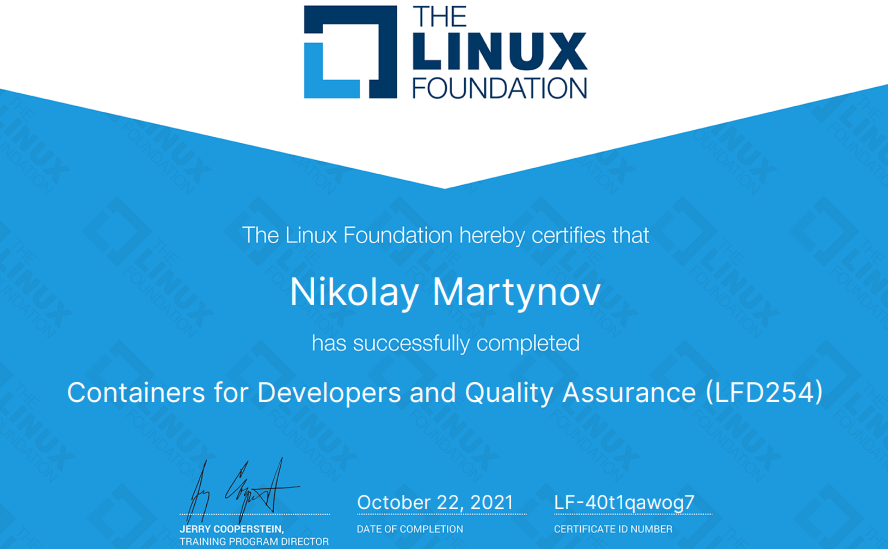 THE
LINUX
FOUNDATION
The Linux Foundation hereby certifies that
Nikolay Martynov
has successfully completed
Containers for Developers and Quality Assurance (LFD254)
October 22, 2021
LF-40t1qawog7
JERRY COOPERSTEIN,
TRAINING PROGRAM DIRECTOR
DATE OF COMPLETION
CERTIFICATE ID NUMBER